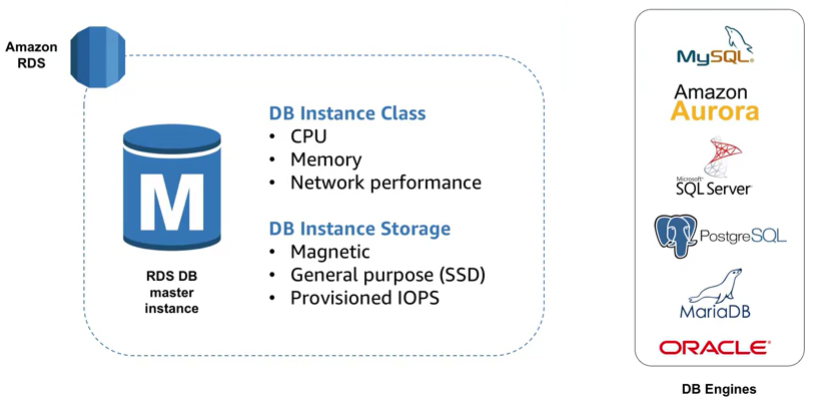 Amazon
RDS
M
RDS DB
master
instance
DB Instance Class
• CPU
• Memory
• Network performance
DB Instance Storage
• Magnetic
• General purpose (SSD)
• Provisioned IOPS
MySQL®
Amazon
Aurora
Microsoft®
SQL Server®
PostgreSQL
MariaDB
ORACLE®
DB Engines